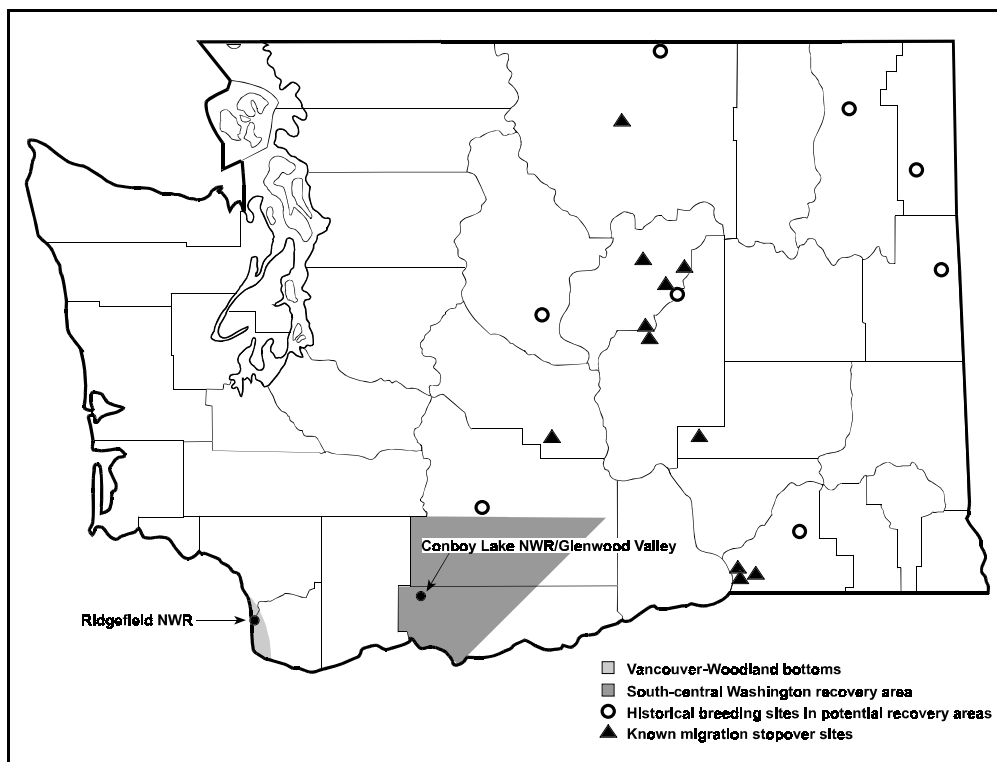 Conboy Lake NWR/Glenwood Valley
Ridgefield NWR
Vancouver-Woodland bottoms
South-central Washington recovery area
Historical breeding sites in potential recovery areas
Known migration stopover sites